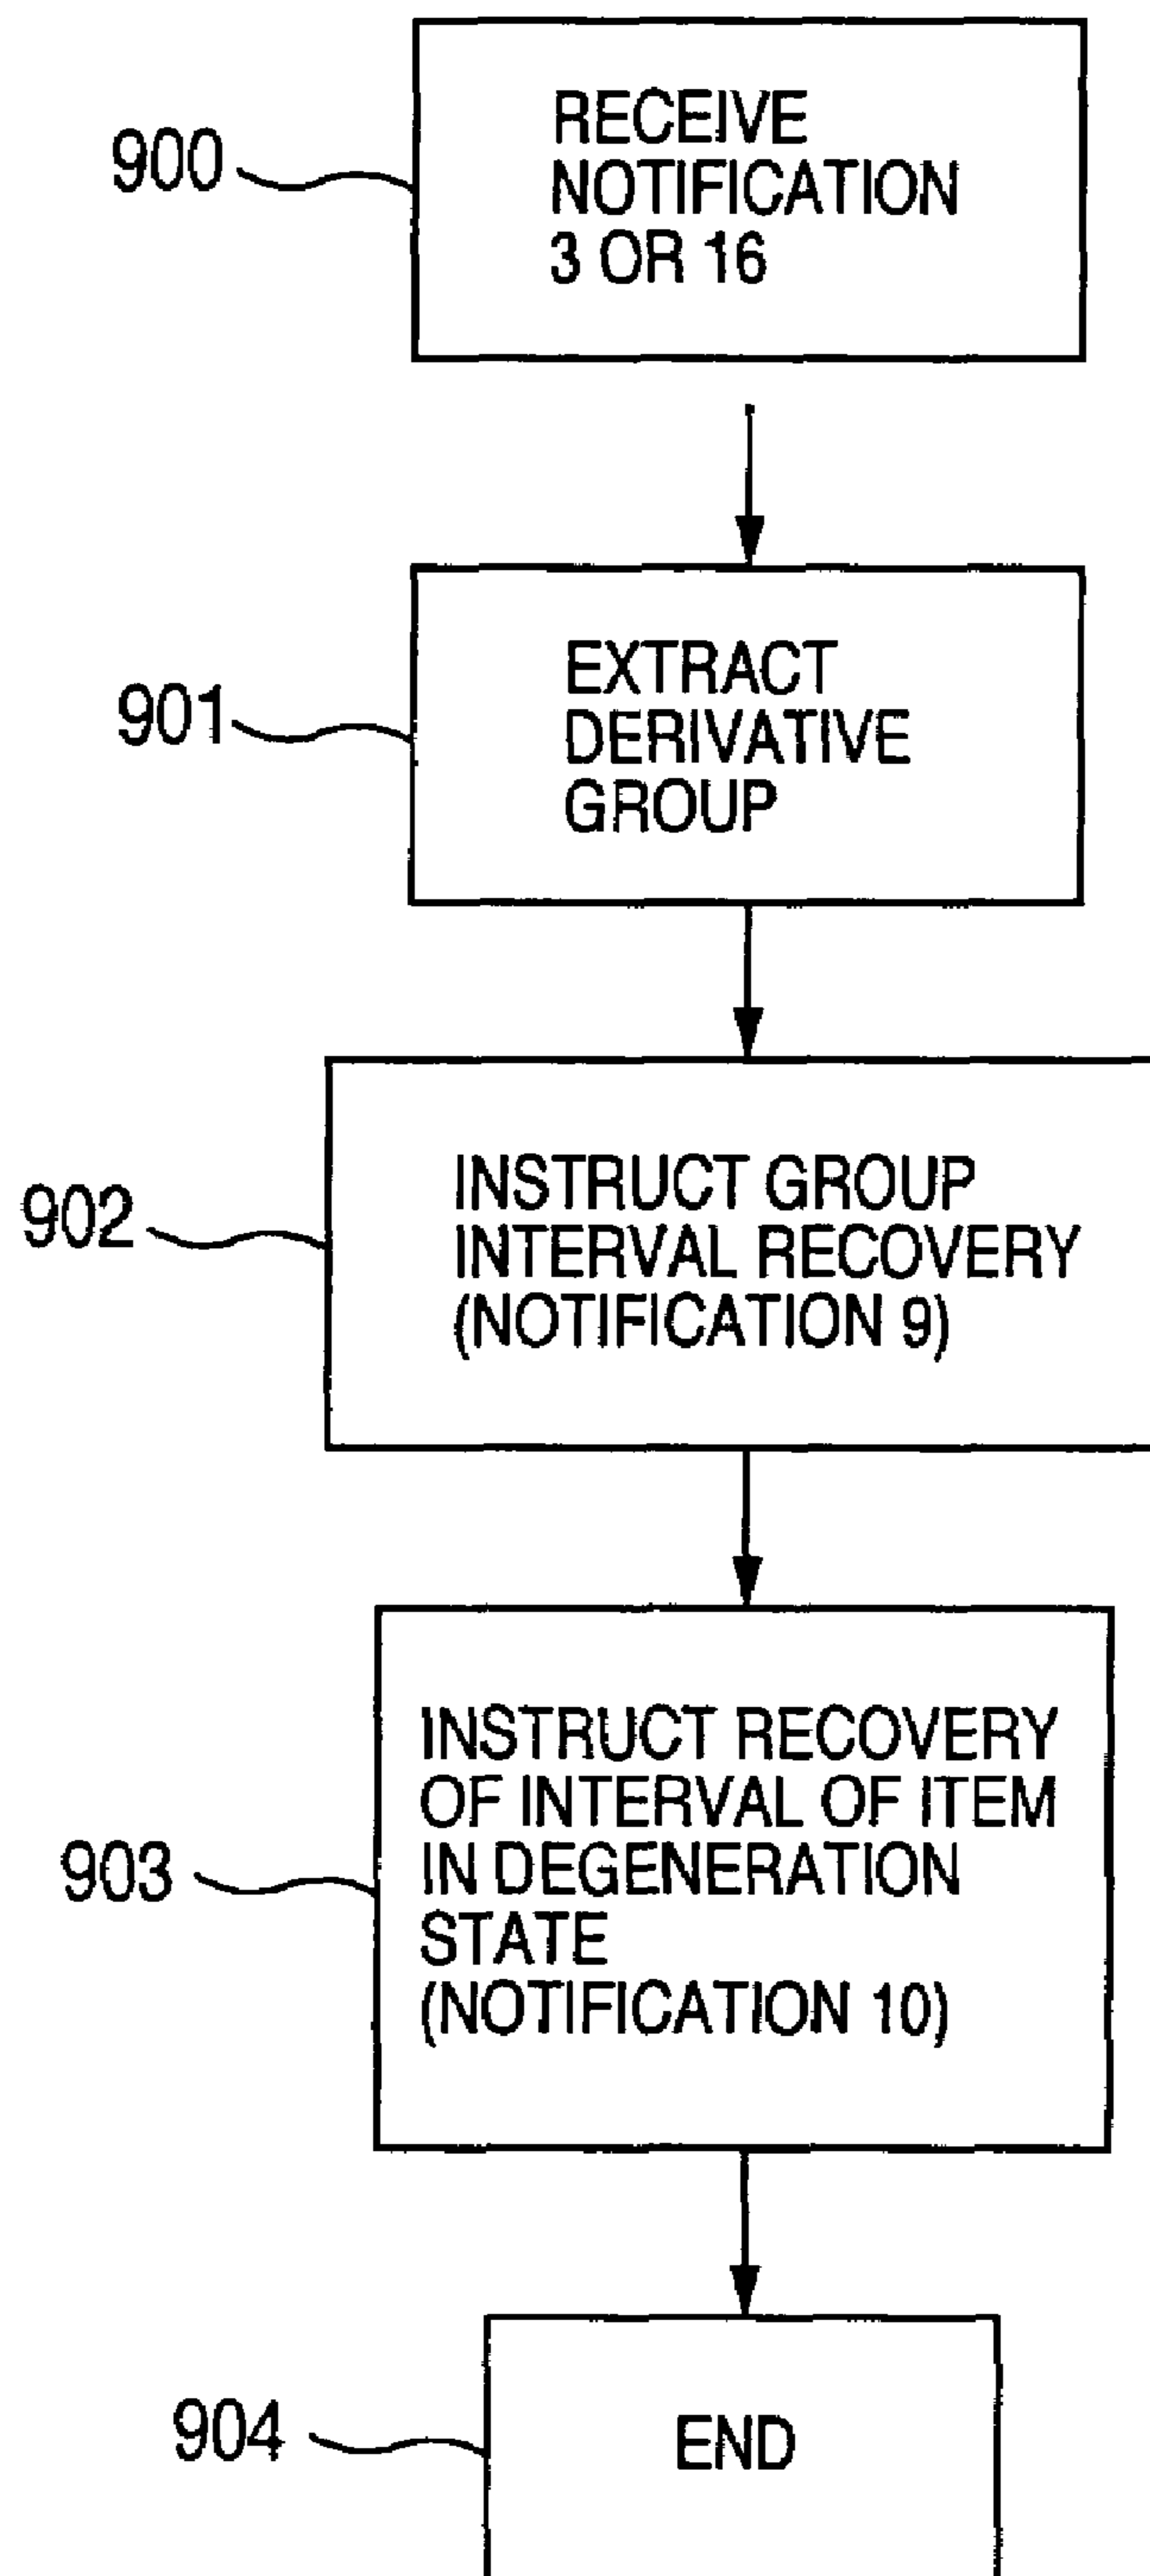 900
RECEIVE
NOTIFICATION
3 OR 16
901
EXTRACT
DERIVATIVE
GROUP
902
INSTRUCT GROUP
INTERVAL RECOVERY
(NOTIFICATION 9)
903
INSTRUCT RECOVERY
OF INTERVAL OF ITEM
IN DEGENERATION
STATE
(NOTIFICATION 10)
904
END